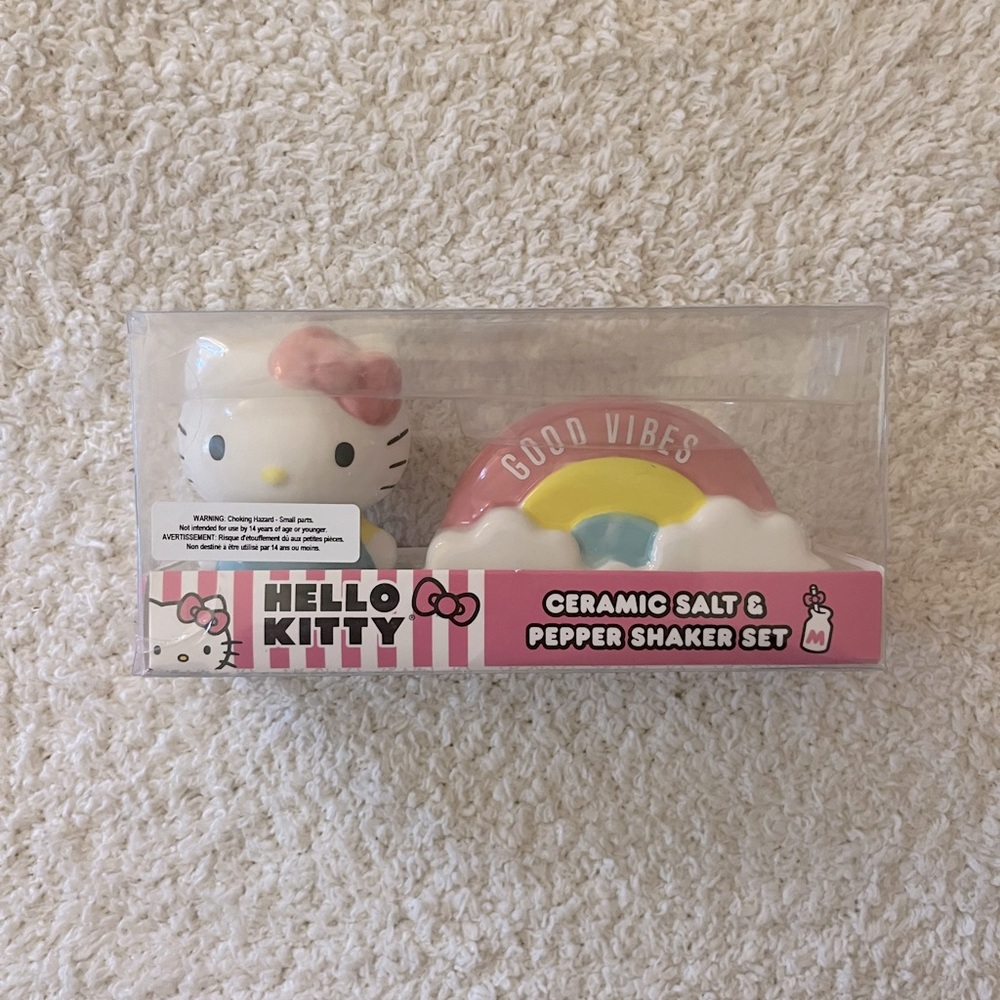 GOOD VIBES
WARNING: Choking Hazard - Small parts.
Not intended for use by 14 years of age or younger.
AVERTISSEMENT: Risque d'étouffement dû aux petites pièces.
Non destiné à être utilisé par 14 ans ou moins.
HELLO
KITTY®
CERAMIC SALT &
PEPPER SHAKER SET
M